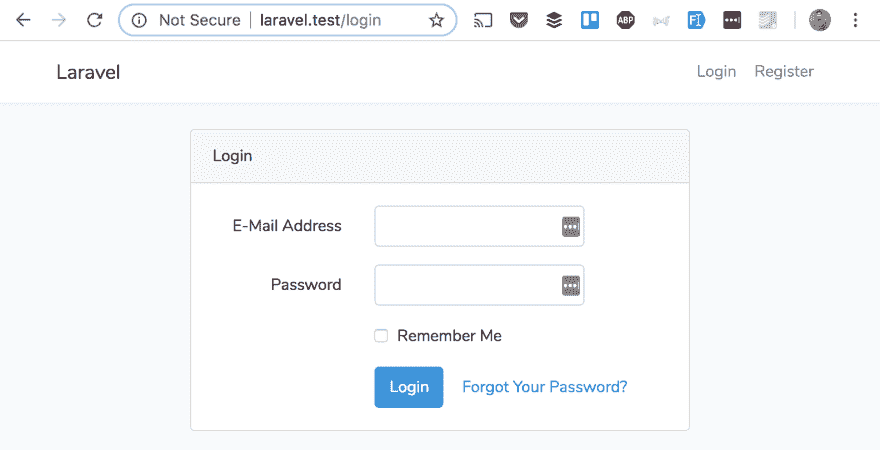 Not Secure | laravel.test/login ABP F
Laravel Login Register
Login
E-Mail Address
Password
Remember Me
Login Forgot Your Password?